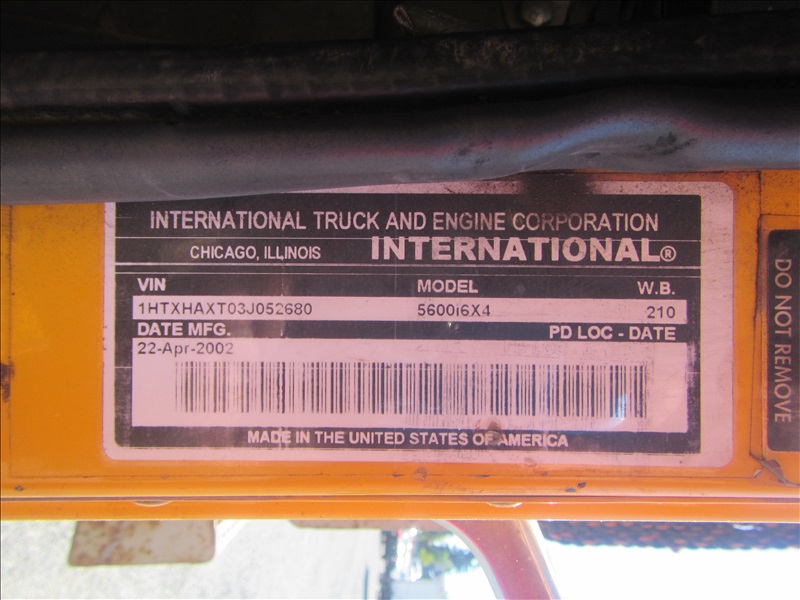 INTERNATIONAL TRUCK AND ENGINE CORPORATION
CHICAGO, ILLINOIS INTERNATIONAL®
VIN MODEL W.B.
1HTXHAXT03J052680 5600i6X4 210
DATE MFG. PD LOC - DATE
22-Apr-2002
MADE IN THE UNITED STATES OF AMERICA
DO NOT REMOVE